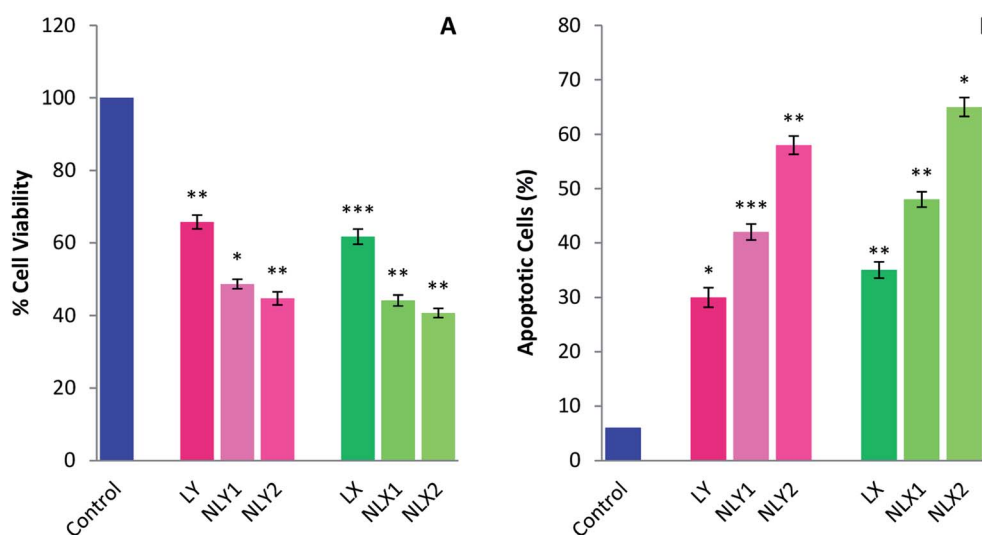 A
% Cell Viability
120
100
80
60
40
20
0
**
*
**
***
**
**
Control
LY
NLY1
NLY2
LX
NLX1
NLX2
Apoptotic Cells (%)
80
70
60
50
40
30
20
10
0
*
***
**
**
**
*
Control
LY
NLY1
NLY2
LX
NLX1
NLX2